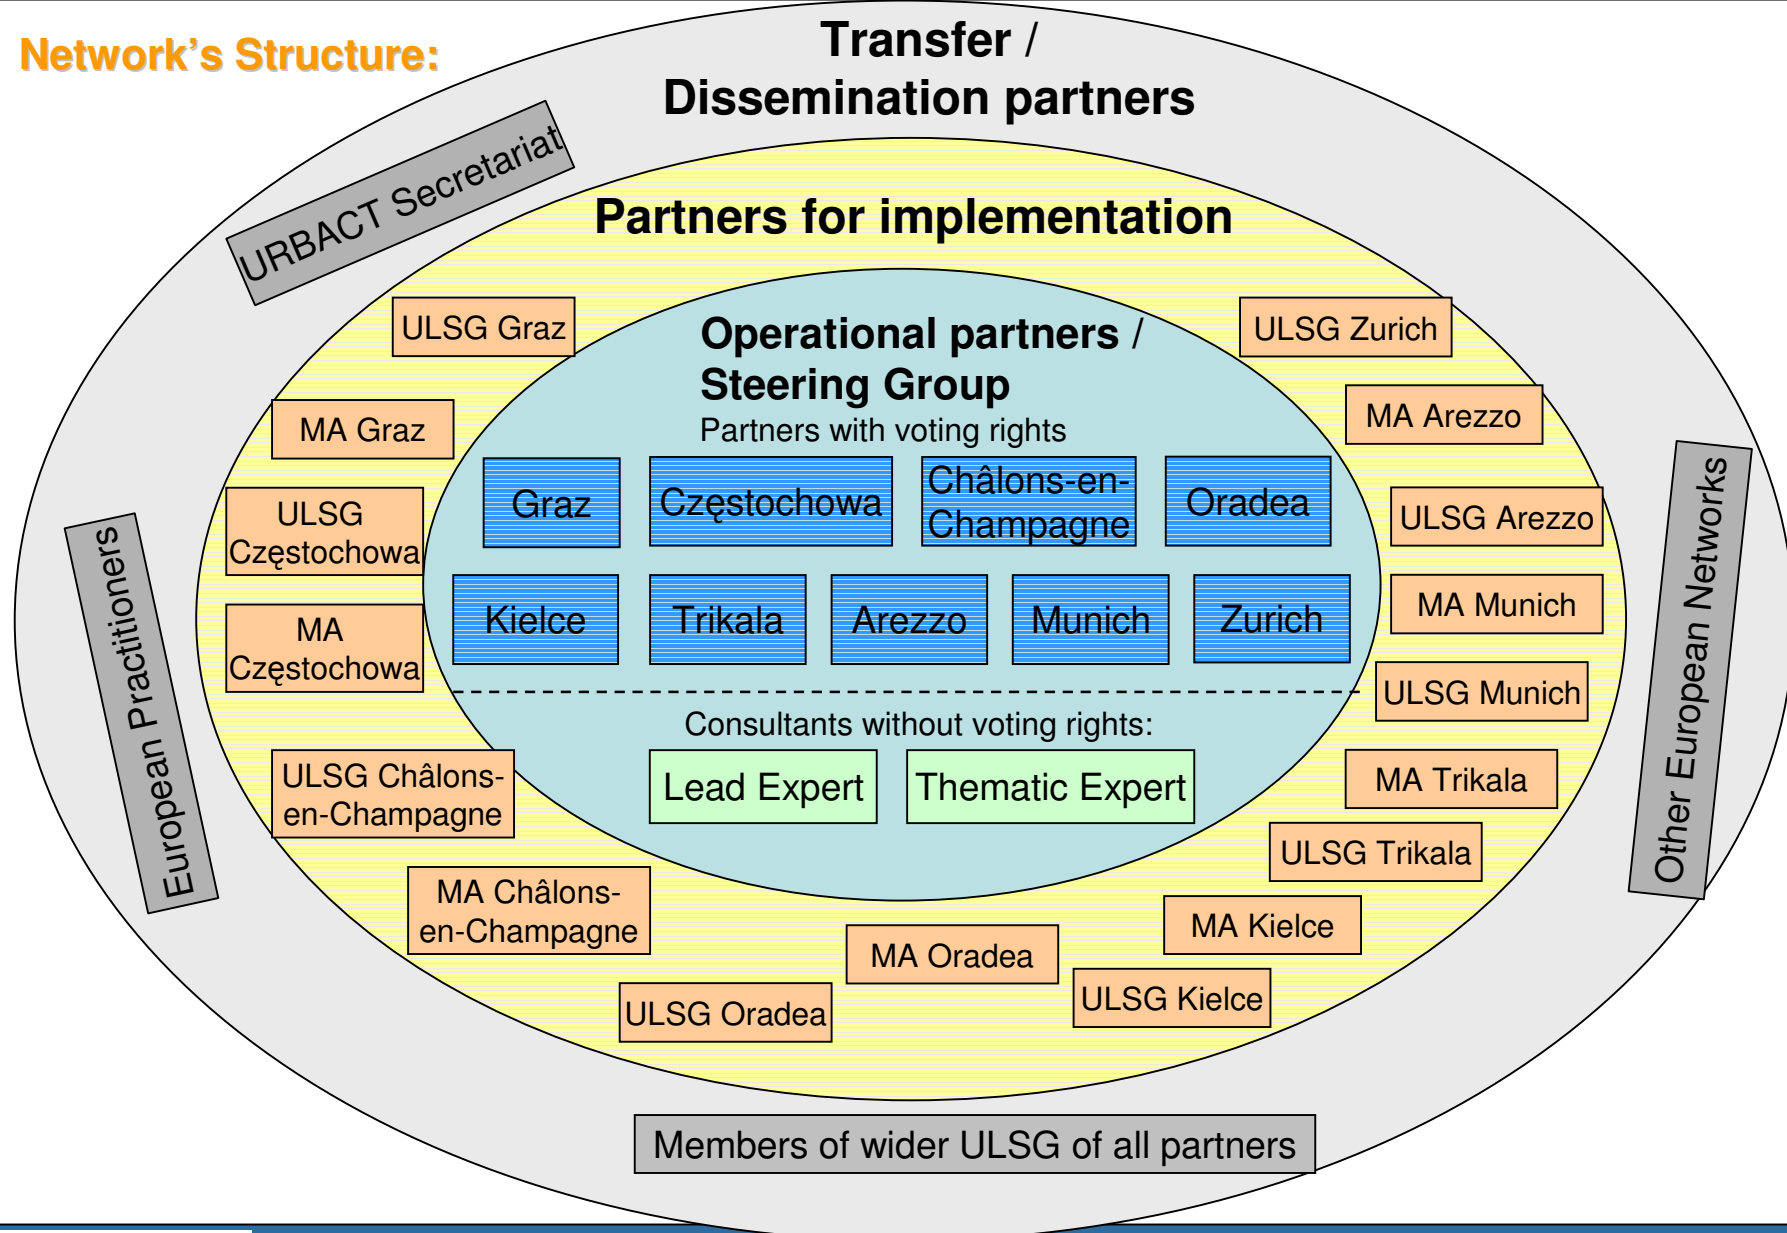 Network's Structure:
Transfer /
Dissemination partners
URBACT Secretariat
Partners for implementation
ULSG Graz
ULSG Zurich
Operational partners /
Steering Group
Partners with voting rights
MA Graz
MA Arezzo
ULSG
Częstochowa
Graz
Częstochowa
Châlons-en-
Champagne
Oradea
ULSG Arezzo
MA
Częstochowa
Kielce
Trikala
Arezzo
Munich
Zurich
MA Munich
European Practitioners
Other European Networks
ULSG Munich
Consultants without voting rights:
Lead Expert
Thematic Expert
ULSG Châlons-
en-Champagne
MA Trikala
ULSG Trikala
MA Châlons-
en-Champagne
MA Kielce
MA Oradea
ULSG Kielce
ULSG Oradea
Members of wider ULSG of all partners